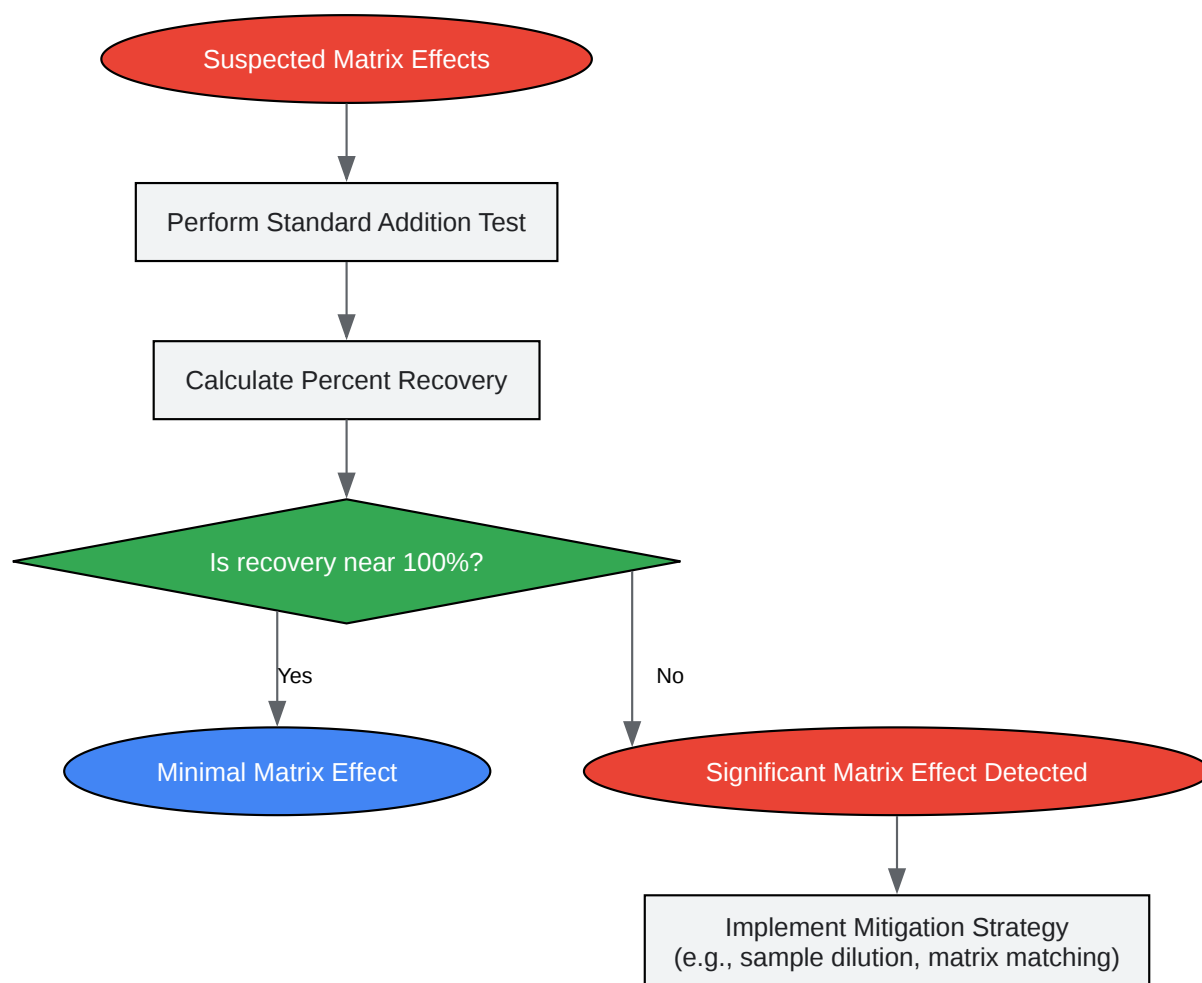 Suspected Matrix Effects
Perform Standard Addition Test
Calculate Percent Recovery
Is recovery near 100%?
Yes
No
Minimal Matrix Effect
Significant Matrix Effect Detected
Implement Mitigation Strategy
(e.g., sample dilution, matrix matching)